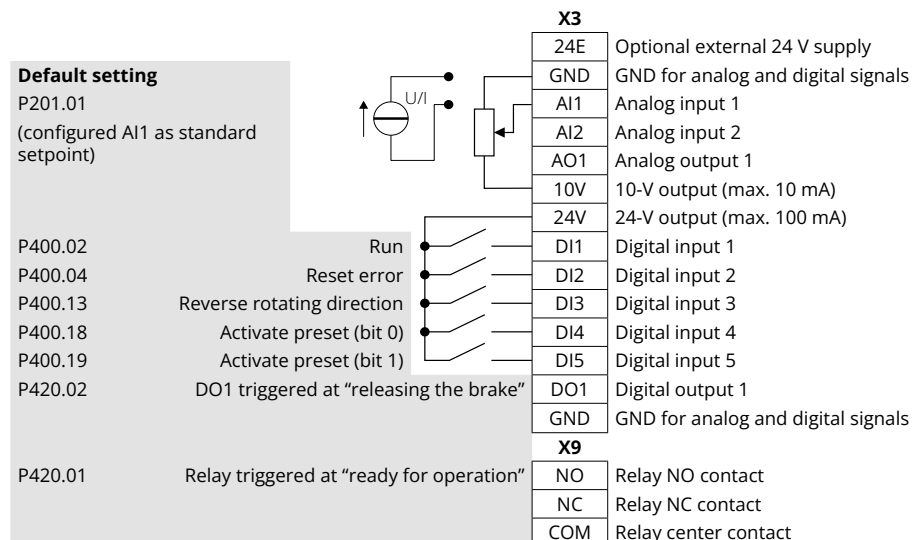 X3
24E Optional external 24 V supply
Default setting GND GND for analog and digital signals
P201.01 U/I AI1 Analog input 1
(configured AI1 as standard AI2 Analog input 2
setpoint) AO1 Analog output 1
10V 10-V output (max. 10 mA)
24V 24-V output (max. 100 mA)
P400.02 Run DI1 Digital input 1
P400.04 Reset error DI2 Digital input 2
P400.13 Reverse rotating direction DI3 Digital input 3
P400.18 Activate preset (bit 0) DI4 Digital input 4
P400.19 Activate preset (bit 1) DI5 Digital input 5
P420.02 DO1 triggered at “releasing the brake” DO1 Digital output 1
GND GND for analog and digital signals
X9
P420.01 Relay triggered at “ready for operation” NO Relay NO contact
NC Relay NC contact
COM Relay center contact